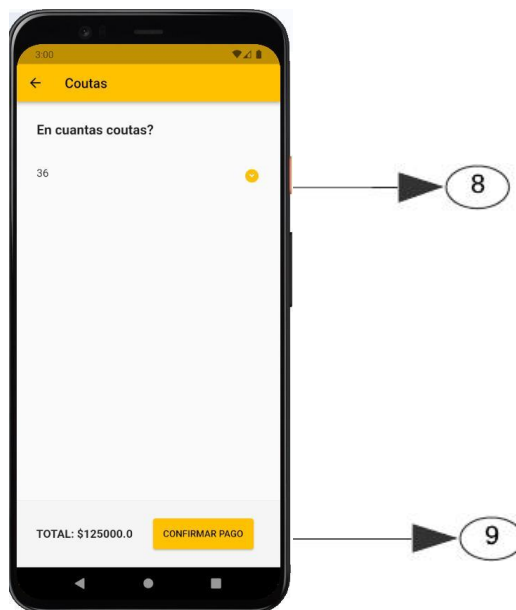 3:00
Coutas
En cuantas coutas?
36
8
TOTAL: $125000.0 CONFIRMAR PAGO
9